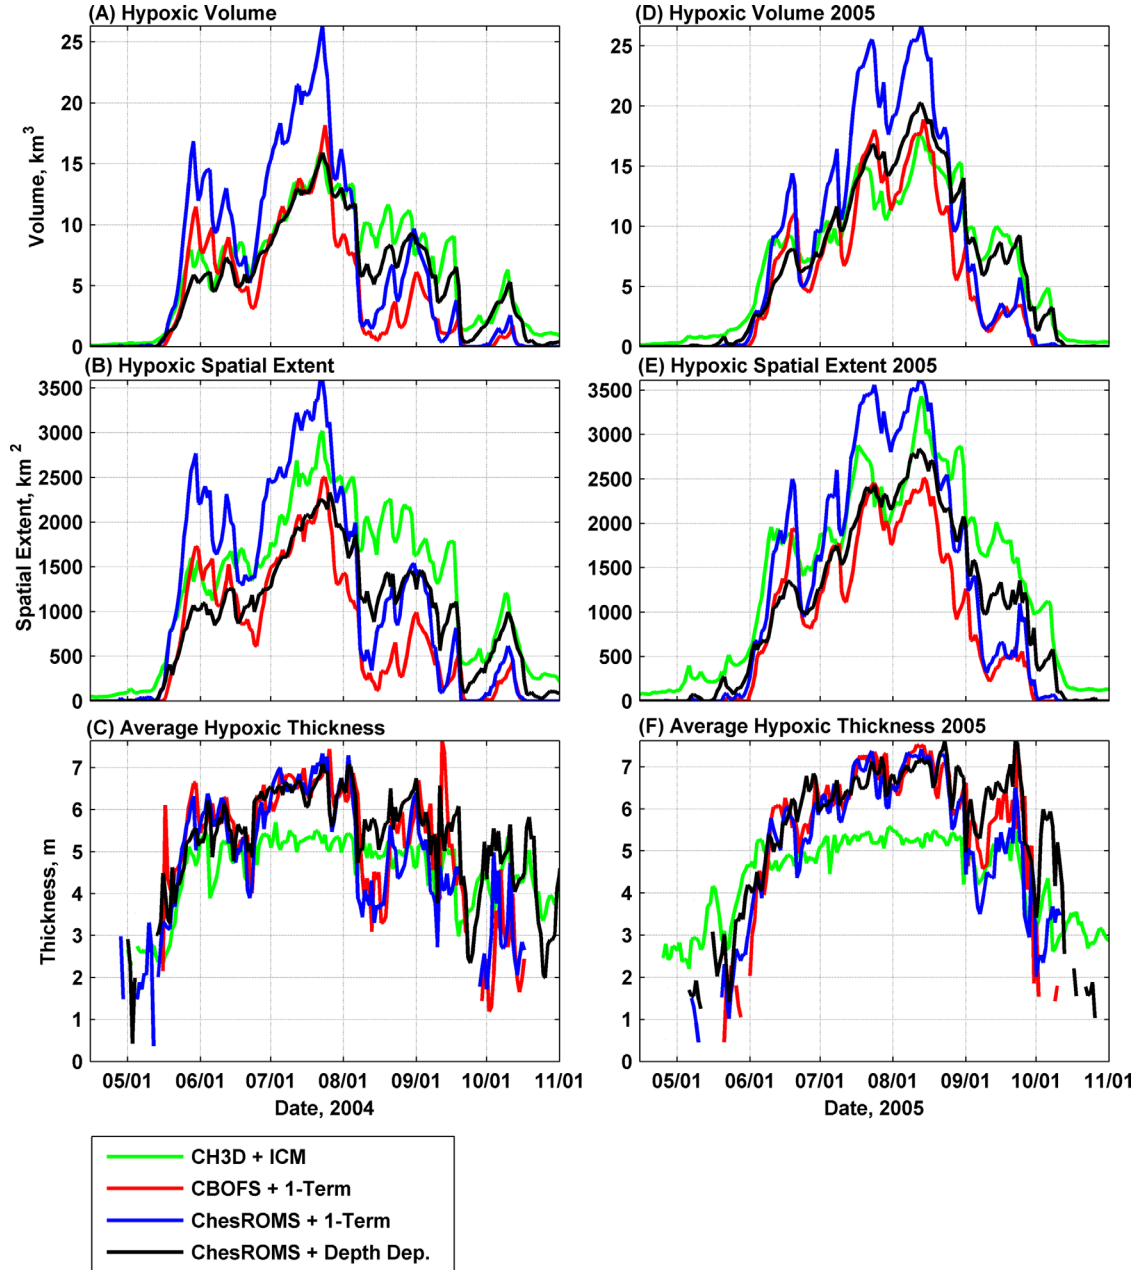 (A) Hypoxic Volume
25
20
15
10
5
0
Volume, km3
(B) Hypoxic Spatial Extent
3500
3000
2500
2000
1500
1000
500
0
Spatial Extent, km2
(C) Average Hypoxic Thickness
7
6
5
4
3
2
1
0
Thickness, m
05/01 06/01 07/01 08/01 09/01 10/01 11/01
Date, 2004
(D) Hypoxic Volume 2005
25
20
15
10
5
0
(E) Hypoxic Spatial Extent 2005
3500
3000
2500
2000
1500
1000
500
0
(F) Average Hypoxic Thickness 2005
7
6
5
4
3
2
1
0
05/01 06/01 07/01 08/01 09/01 10/01 11/01
Date, 2005
CH3D + ICM
CBOFS + 1-Term
ChesROMS + 1-Term
ChesROMS + Depth Dep.